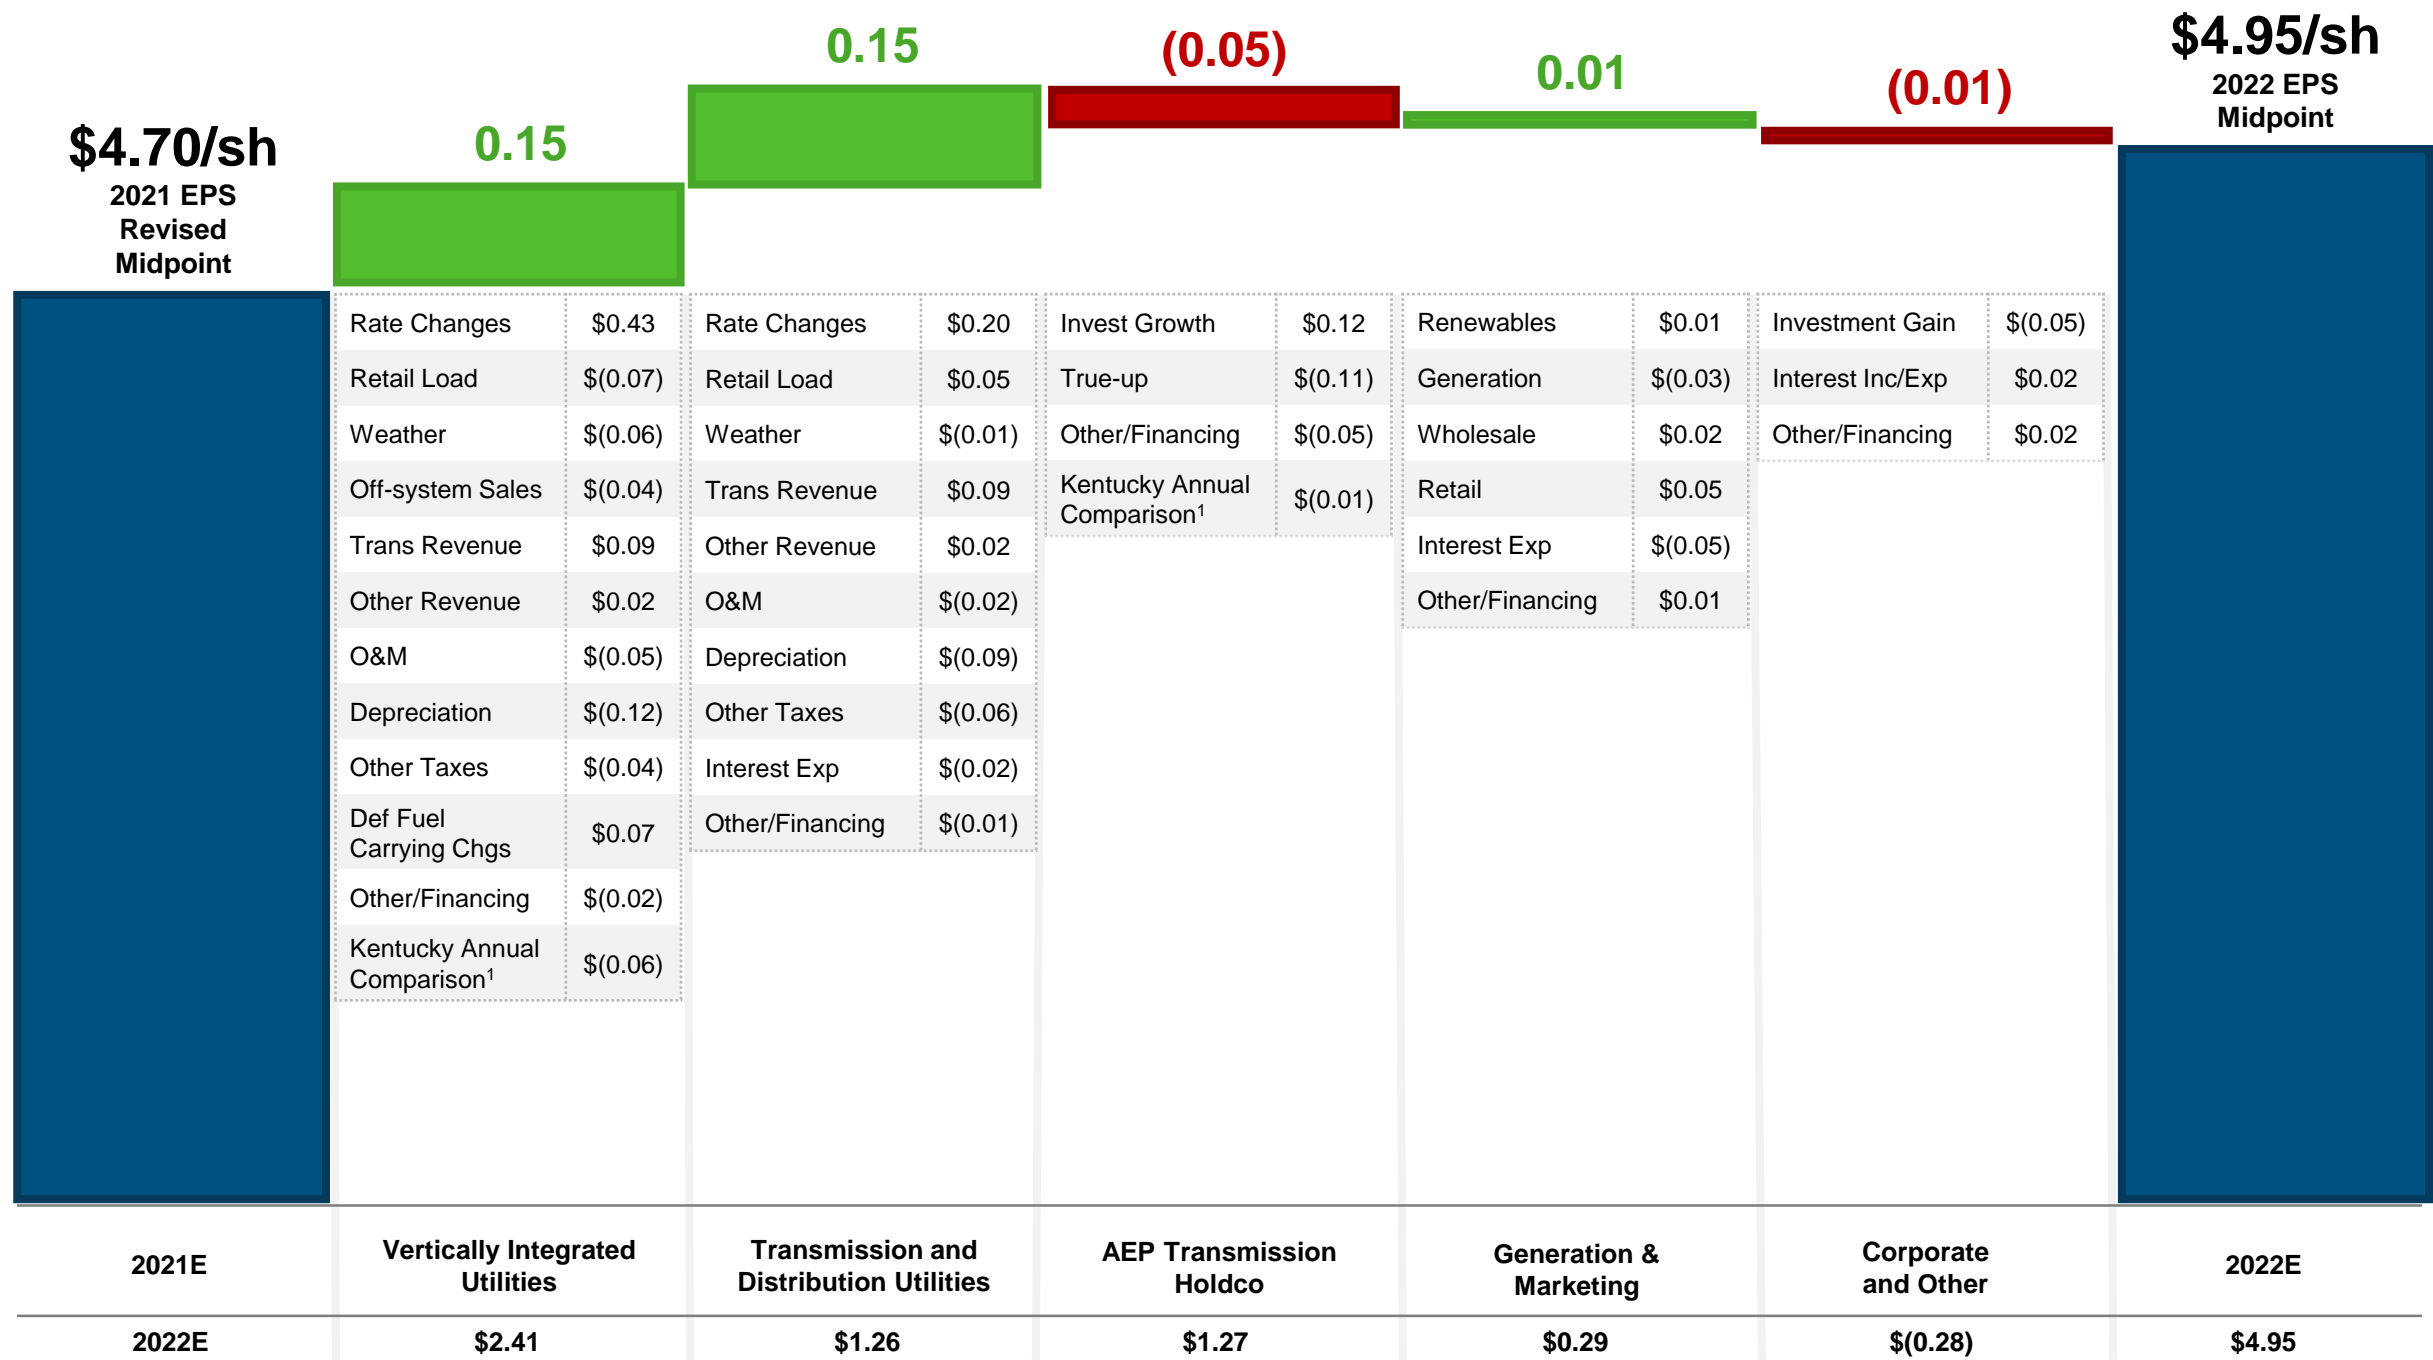 $4.70/sh
2021 EPS
Revised
Midpoint
0.15
0.15
(0.05)
0.01
(0.01)
$4.95/sh
2022 EPS
Midpoint
Rate Changes $0.43
Retail Load $(0.07)
Weather $(0.06)
Off-system Sales $(0.04)
Trans Revenue $0.09
Other Revenue $0.02
O&M $(0.05)
Depreciation $(0.12)
Other Taxes $(0.04)
Def Fuel
Carrying Chgs $0.07
Other/Financing $(0.02)
Kentucky Annual
Comparison¹ $(0.06)
Rate Changes $0.20
Retail Load $0.05
Weather $(0.01)
Trans Revenue $0.09
Other Revenue $0.02
O&M $(0.02)
Depreciation $(0.09)
Other Taxes $(0.06)
Interest Exp $(0.02)
Other/Financing $(0.01)
Invest Growth $0.12
True-up $(0.11)
Other/Financing $(0.05)
Kentucky Annual
Comparison¹ $(0.01)
Renewables $0.01
Generation $(0.03)
Wholesale $0.02
Retail $0.05
Interest Exp $(0.05)
Other/Financing $0.01
Investment Gain $(0.05)
Interest Inc/Exp $0.02
Other/Financing $0.02
2021E
Vertically Integrated
Utilities
Transmission and
Distribution Utilities
AEP Transmission
Holdco
Generation &
Marketing
Corporate
and Other
2022E
2022E $2.41 $1.26 $1.27 $0.29 $(0.28) $4.95